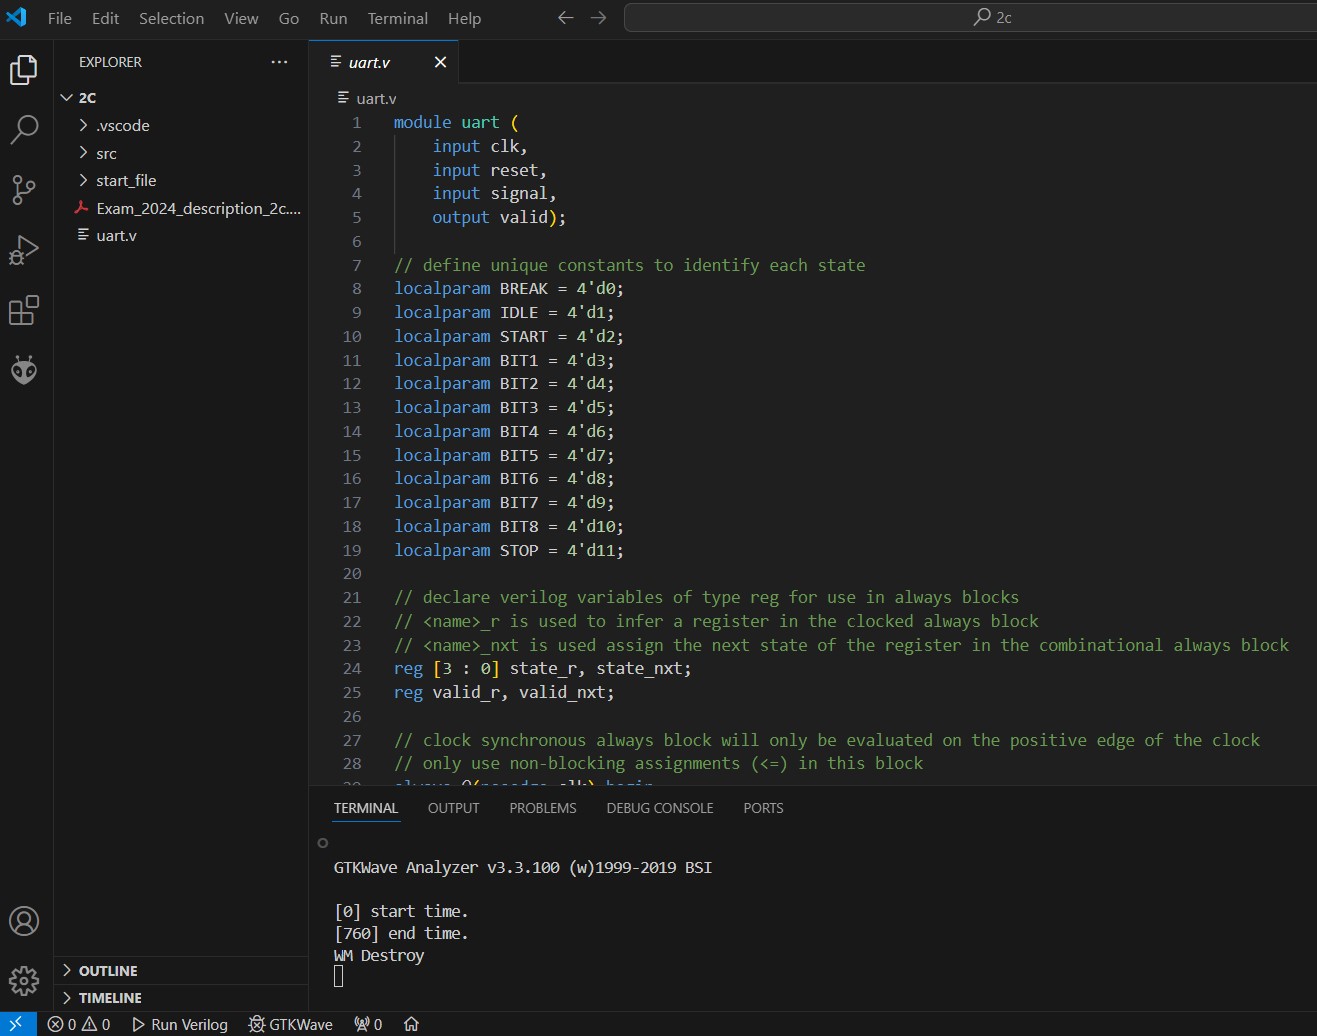 File Edit Selection View Go Run Terminal Help
2c
EXPLORER
2C
.vscode
src
start_file
Exam_2024_description_2c....
uart.v
OUTLINE
TIMELINE
uart.v
uart.v
1 module uart (
2 input clk,
3 input reset,
4 input signal,
5 output valid);
6
7 // define unique constants to identify each state
8 localparam BREAK = 4'd0;
9 localparam IDLE = 4'd1;
10 localparam START = 4'd2;
11 localparam BIT1 = 4'd3;
12 localparam BIT2 = 4'd4;
13 localparam BIT3 = 4'd5;
14 localparam BIT4 = 4'd6;
15 localparam BIT5 = 4'd7;
16 localparam BIT6 = 4'd8;
17 localparam BIT7 = 4'd9;
18 localparam BIT8 = 4'd10;
19 localparam STOP = 4'd11;
20
21 // declare verilog variables of type reg for use in always blocks
22 // <name>_r is used to infer a register in the clocked always block
23 // <name>_nxt is used assign the next state of the register in the combinational always block
24 reg [3 : 0] state_r, state_nxt;
25 reg valid_r, valid_nxt;
26
27 // clock synchronous always block will only be evaluated on the positive edge of the clock
28 // only use non-blocking assignments (<=) in this block
29 always @(posedge clk) begin
TERMINAL OUTPUT PROBLEMS DEBUG CONSOLE PORTS
GTKWave Analyzer v3.3.100 (w)1999-2019 BSI
[0] start time.
[760] end time.
WM Destroy
0 0 Run Verilog GTKWave 0